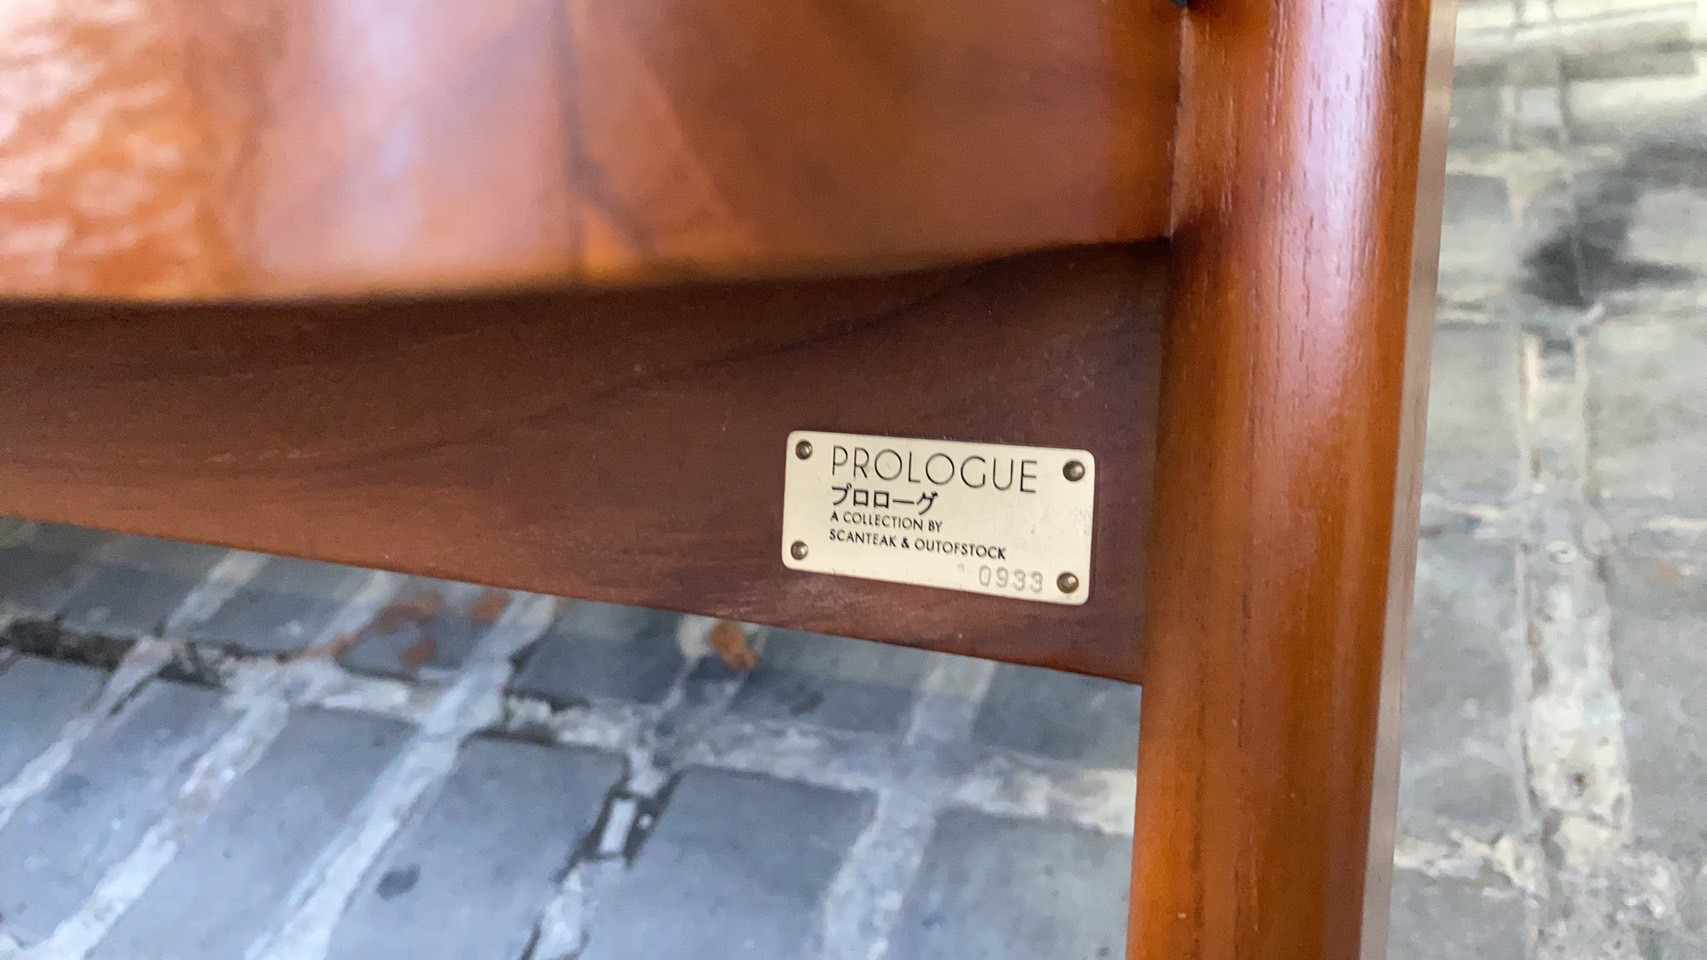 PROLOGUE
プロローグ
A COLLECTION BY
SCANTEAK & OUTOFSTOCK
0933